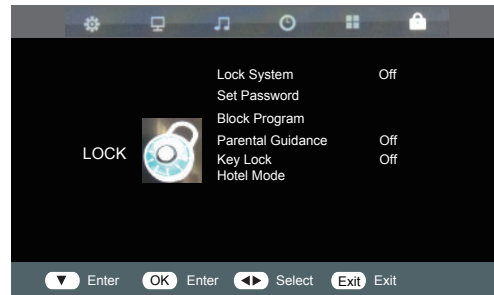 Lock System Off
Set Password
Block Program
LOCK
Parental Guidance Off
Key Lock Off
Hotel Mode
Enter OK Enter Select Exit Exit